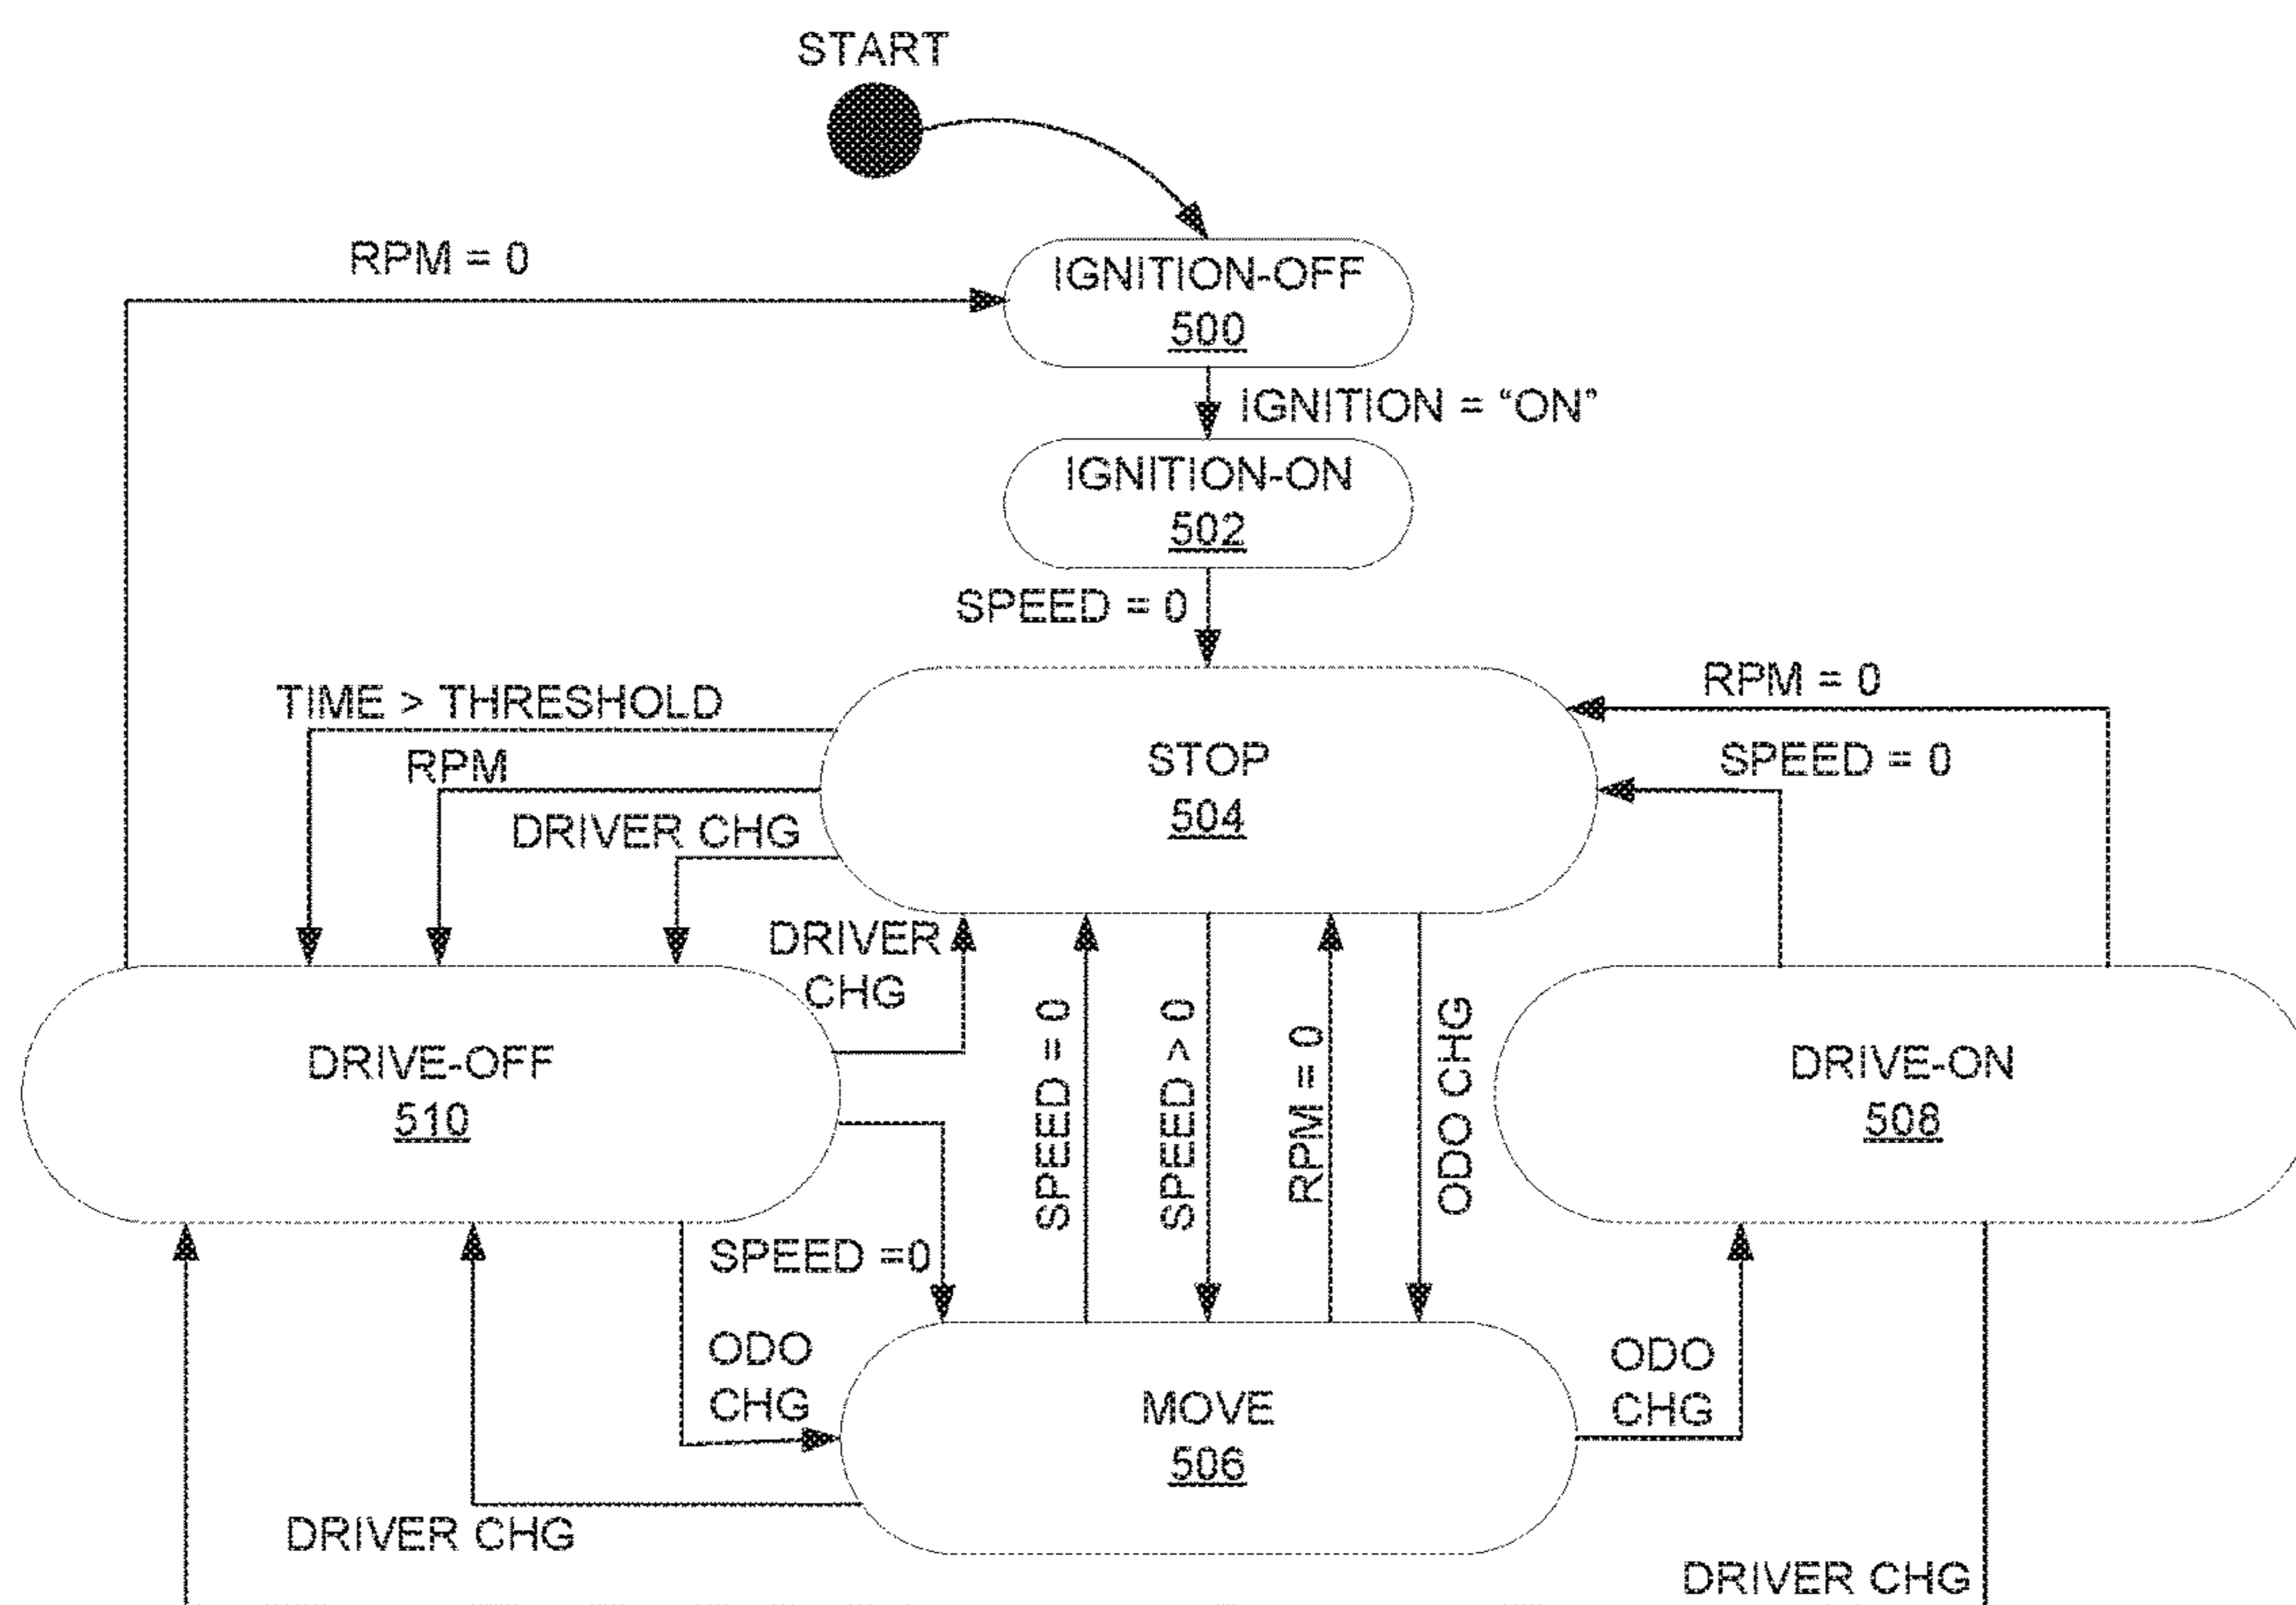 START
RPM = 0
IGNITION-OFF
500
IGNITION = “ON”
IGNITION-ON
502
SPEED = 0
TIME > THRESHOLD
RPM
DRIVER CHG
STOP
504
RPM = 0
SPEED = 0
DRIVER
CHG
SPEED = 0
SPEED > 0
RPM = 0
ODO CHG
DRIVE-OFF
510
DRIVE-ON
508
SPEED =0
ODO
CHG
MOVE
506
ODO
CHG
DRIVER CHG
DRIVER CHG